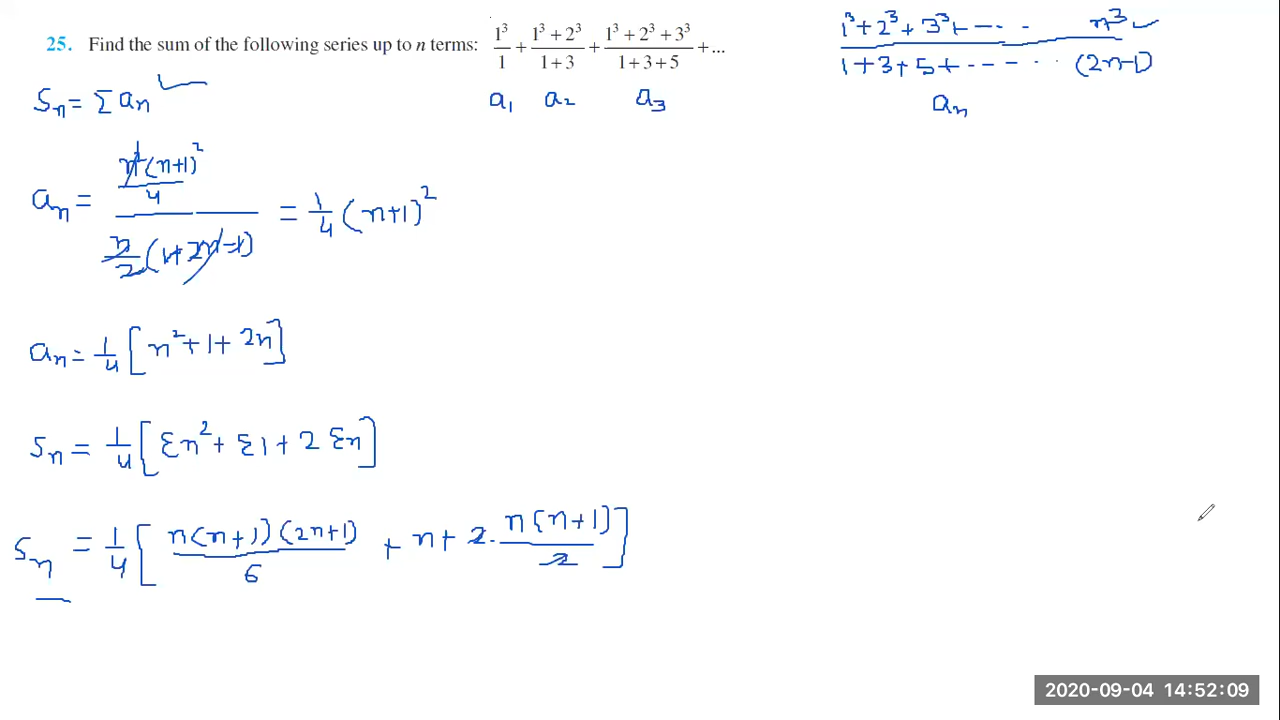 25. Find the sum of the following series up to n terms: 1³/1 + (1³ + 2³)/(1 + 3) + (1³ + 2³ + 3³)/(1 + 3 + 5) + ...
(1³ + 2³ + 3³ + -- - - n³)/(1 + 3 + 5 + - - - - - - (2n-1))
Sn = Σ an
a1 a2 a3 an
an = (n²(n+1)²/4)/(n/2 (1+2n-1)) = 1/4 (n+1)²
an = 1/4 [n² + 1 + 2n]
Sn = 1/4 [Σn² + Σ1 + 2 Σn]
Sn = 1/4 [n(n+1)(2n+1)/6 + n + 2. n(n+1)/2]
2020-09-04 14:52:09